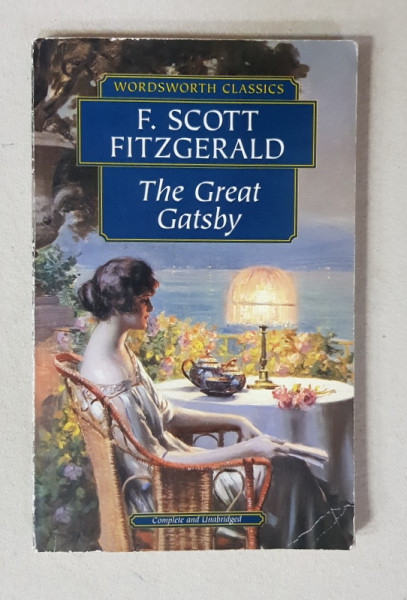 WORDSWORTH CLASSICS
F. SCOTT
FITZGERALD
The Great
Gatsby
Complete and Unabridged